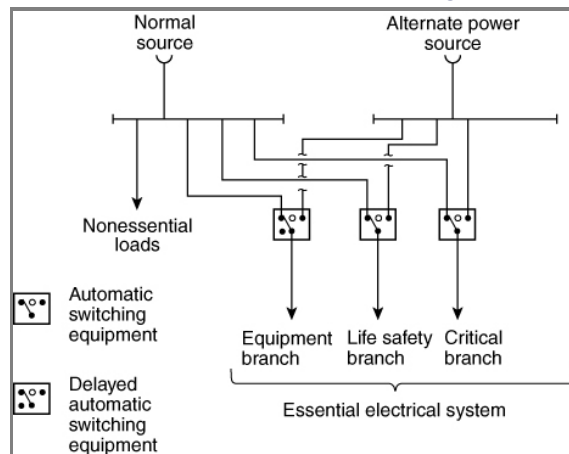 Normal
source
Alternate power
source
Nonessential
loads
Automatic
switching
equipment
Delayed
automatic
switching
equipment
Equipment
branch
Life safety
branch
Critical
branch
Essential electrical system